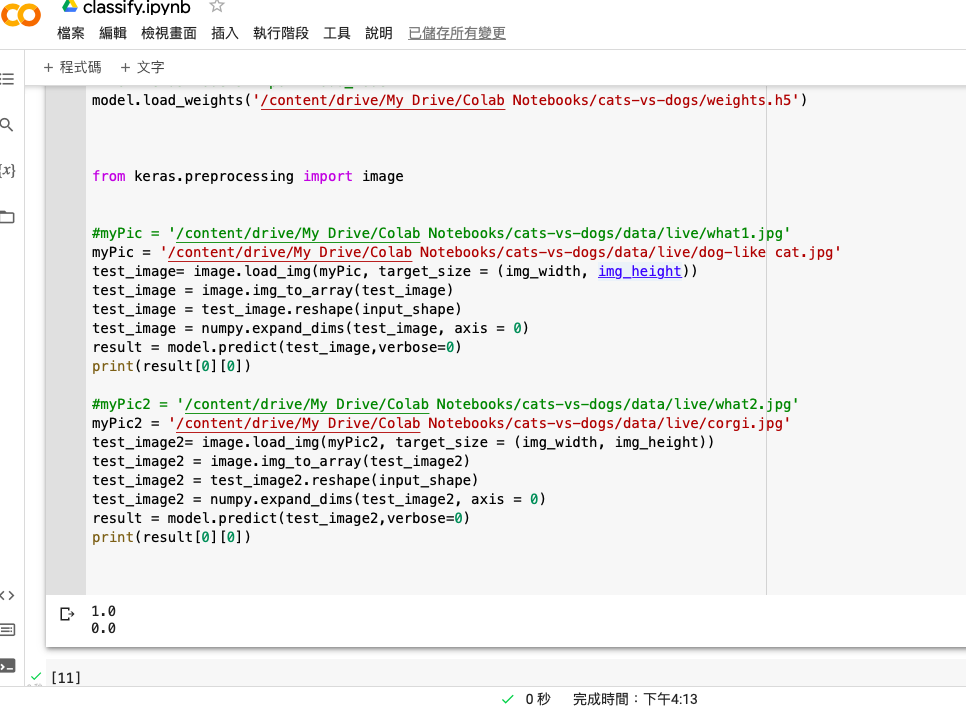 classify.ipynb
檔案 編輯 檢視畫面 插入 執行階段 工具 說明 已儲存所有變更
+ 程式碼 + 文字
model.load_weights('/content/drive/My Drive/Colab Notebooks/cats-vs-dogs/weights.h5')
{x}
from keras.preprocessing import image
#myPic = '/content/drive/My Drive/Colab Notebooks/cats-vs-dogs/data/live/what1.jpg'
myPic = '/content/drive/My Drive/Colab Notebooks/cats-vs-dogs/data/live/dog-like cat.jpg'
test_image= image.load_img(myPic, target_size = (img_width, img_height))
test_image = image.img_to_array(test_image)
test_image = test_image.reshape(input_shape)
test_image = numpy.expand_dims(test_image, axis = 0)
result = model.predict(test_image,verbose=0)
print(result[0][0])
#myPic2 = '/content/drive/My Drive/Colab Notebooks/cats-vs-dogs/data/live/what2.jpg'
myPic2 = '/content/drive/My Drive/Colab Notebooks/cats-vs-dogs/data/live/corgi.jpg'
test_image2= image.load_img(myPic2, target_size = (img_width, img_height))
test_image2 = image.img_to_array(test_image2)
test_image2 = test_image2.reshape(input_shape)
test_image2 = numpy.expand_dims(test_image2, axis = 0)
result = model.predict(test_image2,verbose=0)
print(result[0][0])
1.0
0.0
[11]
0 秒 完成時間：下午4:13